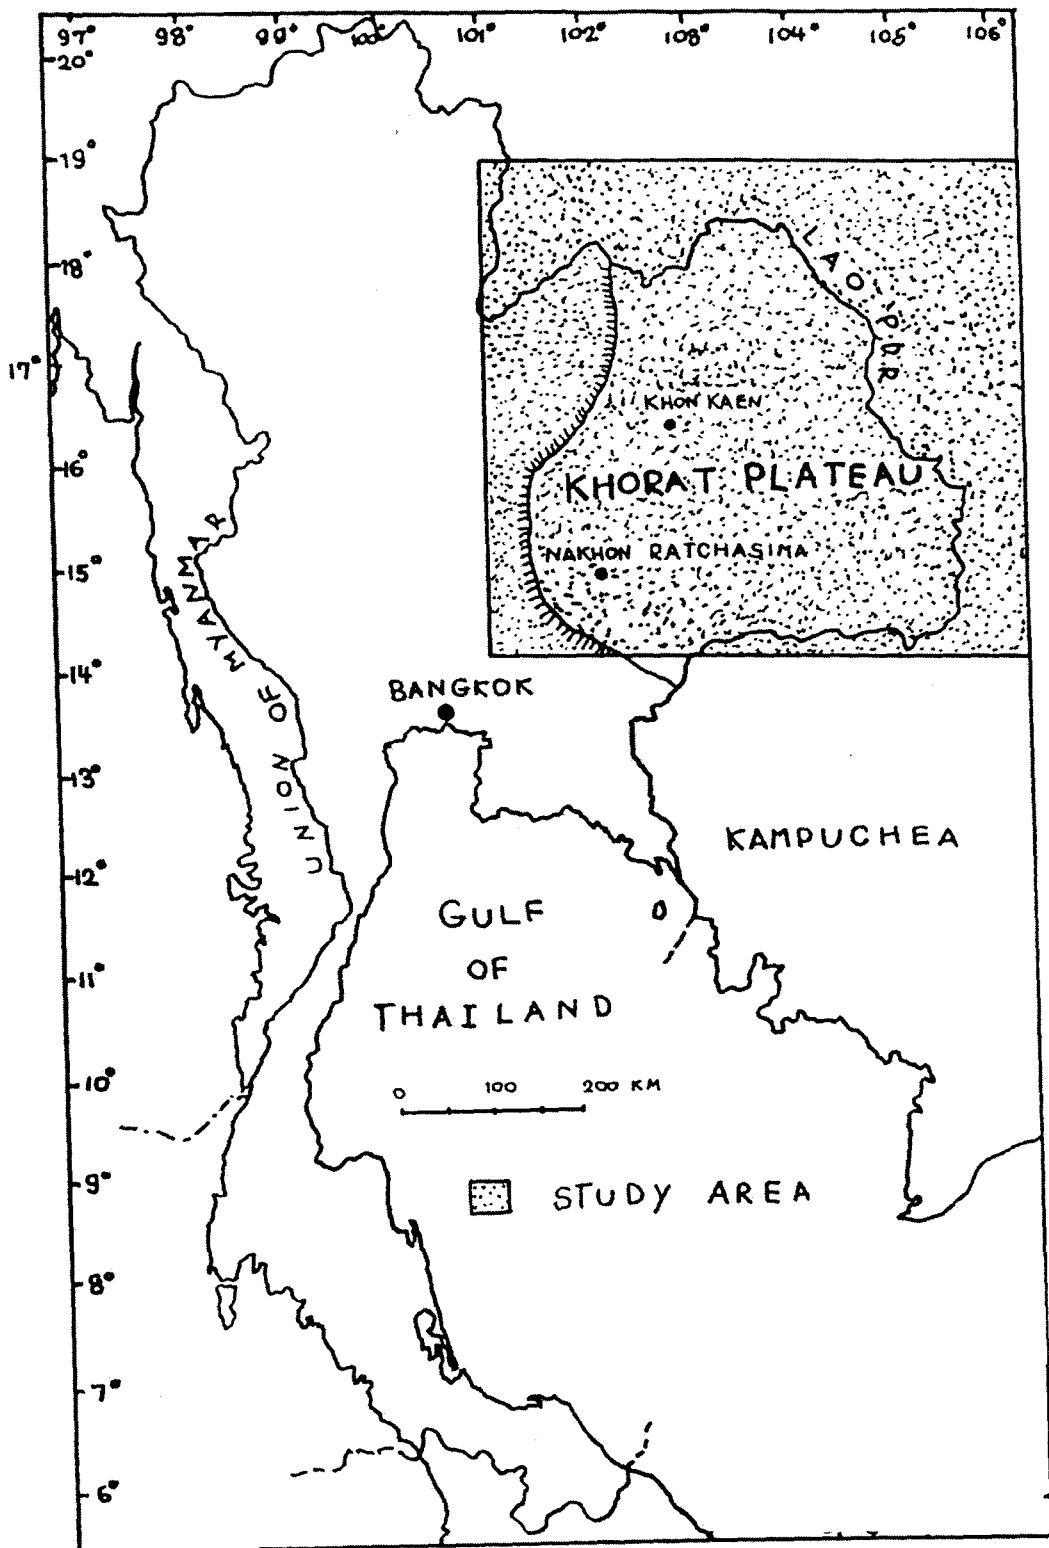 97° 98° 99° 100° 101° 102° 103° 104° 105° 106°
20°
19°
18°
17°
16°
15°
14°
13°
12°
11°
10°
9°
8°
7°
6°
LAO PDR
KHON KAEN
KHORAT PLATEAU
NAKHON RATCHASIMA
UNION OF MYANMAR
BANGKOK
KAMPUCHEA
GULF
OF
THAILAND
0 100 200 KM
STUDY AREA